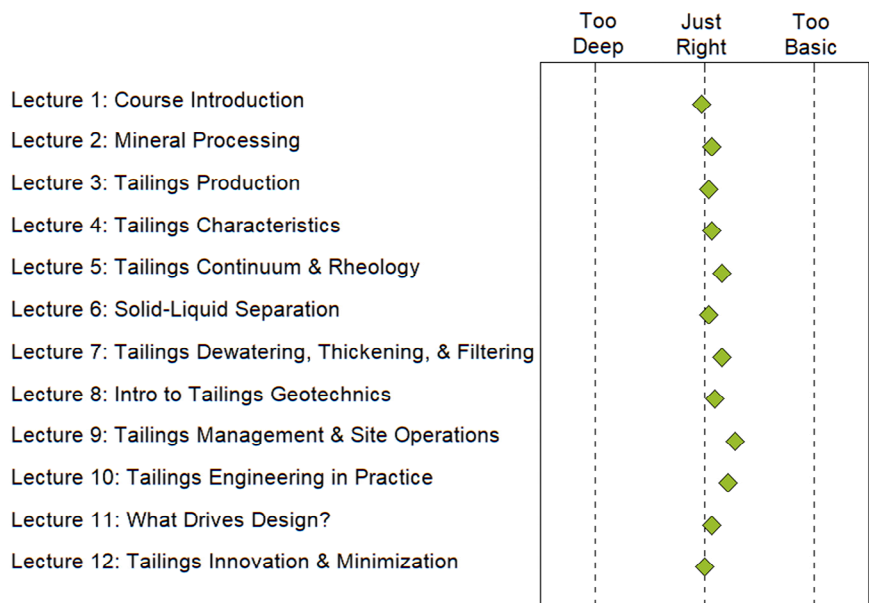 Too Deep
Just Right
Too Basic
Lecture 1: Course Introduction
Lecture 2: Mineral Processing
Lecture 3: Tailings Production
Lecture 4: Tailings Characteristics
Lecture 5: Tailings Continuum & Rheology
Lecture 6: Solid-Liquid Separation
Lecture 7: Tailings Dewatering, Thickening, & Filtering
Lecture 8: Intro to Tailings Geotechnics
Lecture 9: Tailings Management & Site Operations
Lecture 10: Tailings Engineering in Practice
Lecture 11: What Drives Design?
Lecture 12: Tailings Innovation & Minimization